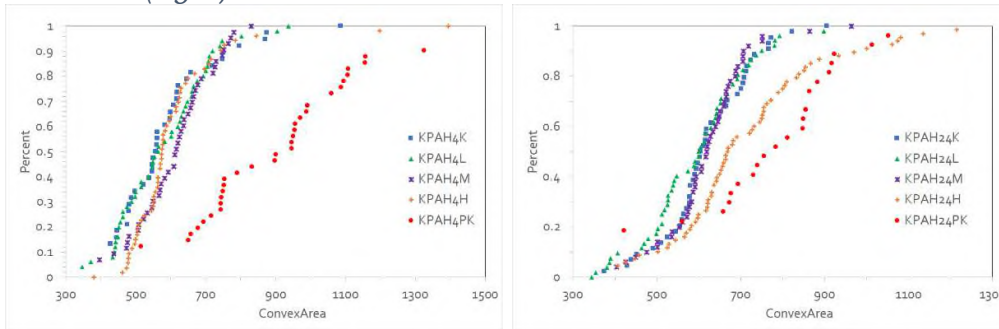 1
0.9
0.8
0.7
0.6
0.5
0.4
0.3
0.2
0.1
0
Percent
300 500 700 900 1100 1300 1500
ConvexArea
KPAH4K
KPAH4L
KPAH4M
KPAH4H
KPAH4PK
1
0.8
0.6
0.4
0.2
0
Percent
300 500 700 900 1100 130
ConvexArea
KPAH24K
KPAH24L
KPAH24M
KPAH24H
KPAH24PK